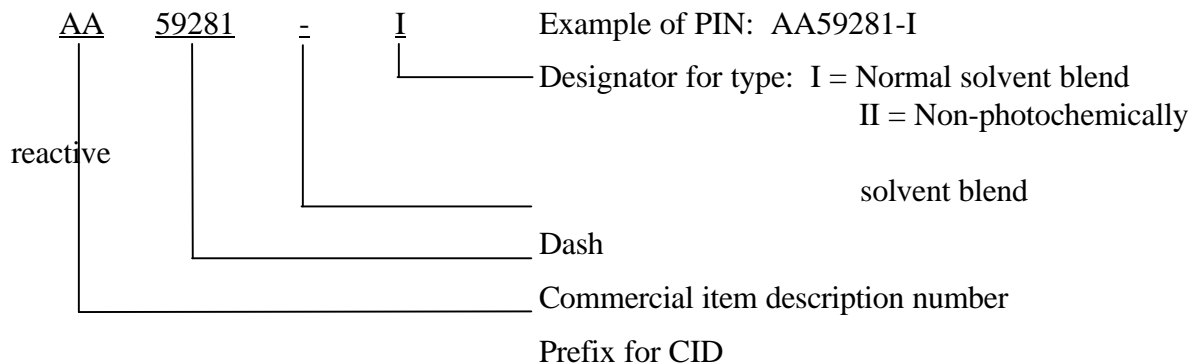 AA 59281 - I Example of PIN: AA59281-I
Designator for type: I = Normal solvent blend
II = Non-photochemically
reactive
solvent blend
Dash
Commercial item description number
Prefix for CID